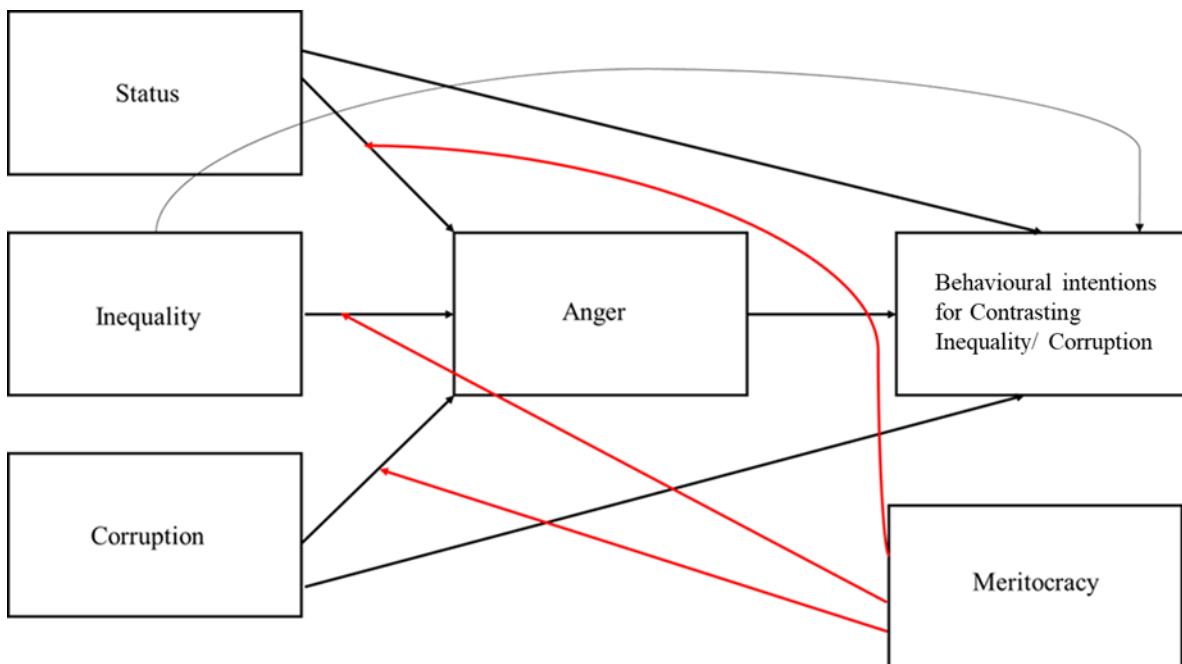 Status
Inequality
Anger
Behavioural intentions
for Contrasting
Inequality/ Corruption
Corruption
Meritocracy